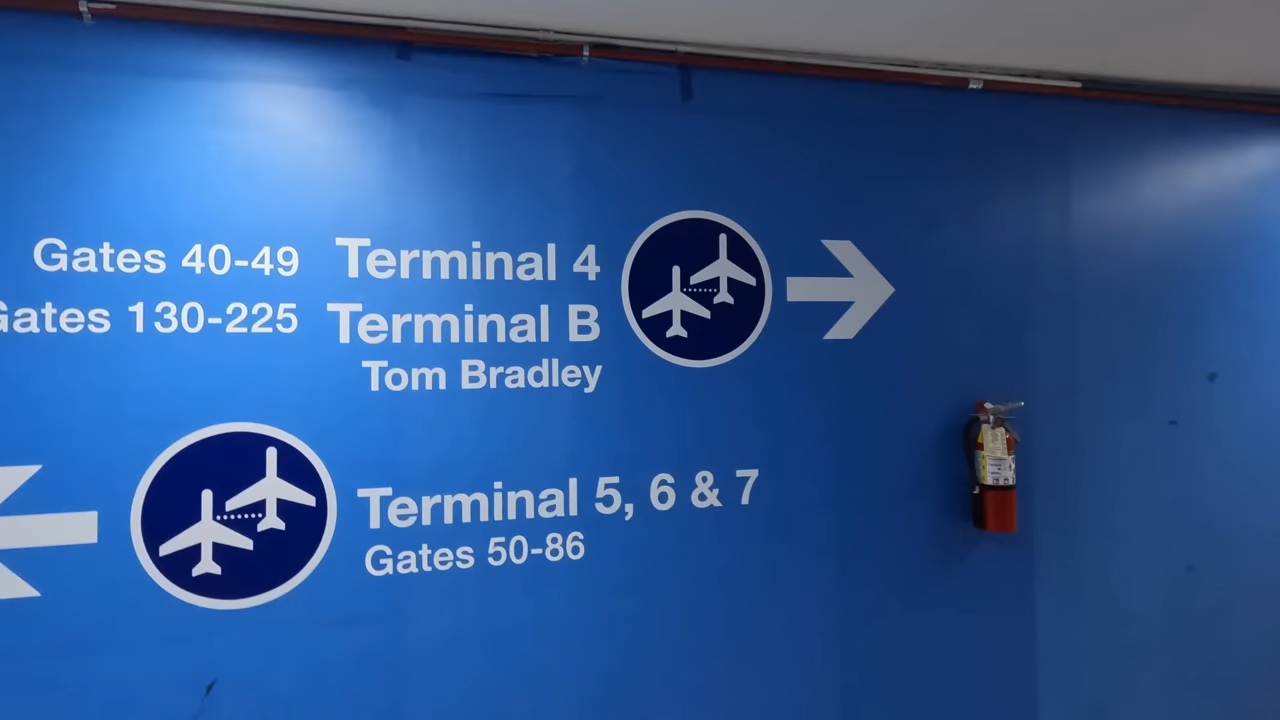 Gates 40-49 Terminal 4
Gates 130-225 Terminal B
Tom Bradley
Terminal 5, 6 & 7
Gates 50-86